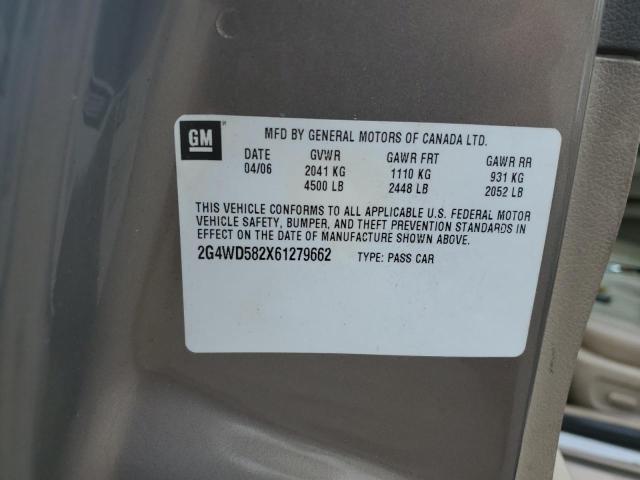 GM MFD BY GENERAL MOTORS OF CANADA LTD.
DATE GVWR GAWR FRT GAWR RR
04/06 2041 KG 1110 KG 931 KG
4500 LB 2448 LB 2052 LB
THIS VEHICLE CONFORMS TO ALL APPLICABLE U.S. FEDERAL MOTOR
VEHICLE SAFETY, BUMPER, AND THEFT PREVENTION STANDARDS IN
EFFECT ON THE DATE OF MANUFACTURE SHOWN ABOVE.
2G4WD582X61279662 TYPE: PASS CAR